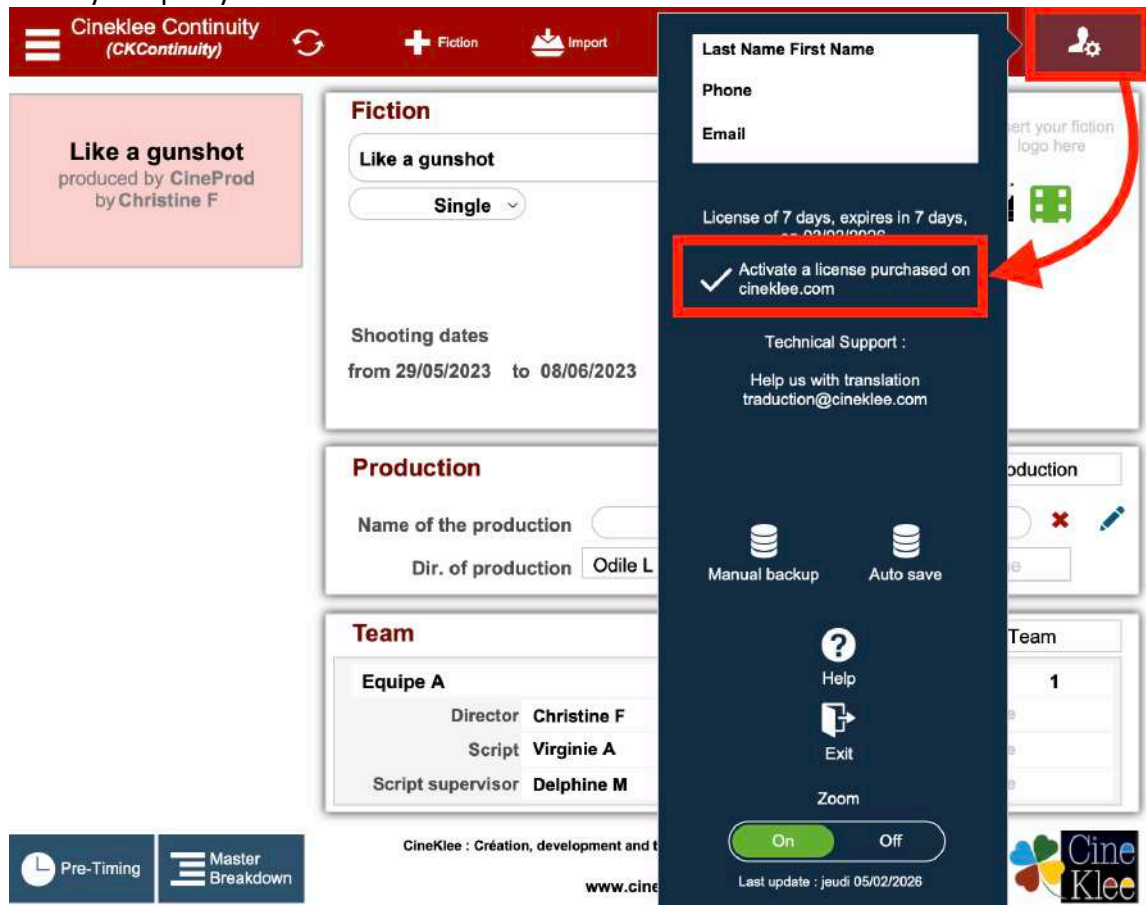 Cineklee Continuity
(CKContinuity)
Fiction
Import
Last Name First Name
Phone
Email
Like a gunshot
produced by CineProd
by Christine F
Fiction
Like a gunshot
Single
your fiction
logo here
License of 7 days, expires in 7 days,
Activate a license purchased on
cineklee.com
Shooting dates
from 29/05/2023 to 08/06/2023
Technical Support :
Help us with translation
traduction@cineklee.com
Production
Name of the production
Dir. of production Odile L
Manual backup
Auto save
Team
Team
Equipe A
1
Director Christine F
Script Virginie A
Script supervisor Delphine M
Help
Exit
Zoom
On Off
Last update : jeudi 05/02/2026
Pre-Timing
Master
Breakdown
CineKlee : Création, development and
www.cine
Cine
Klee